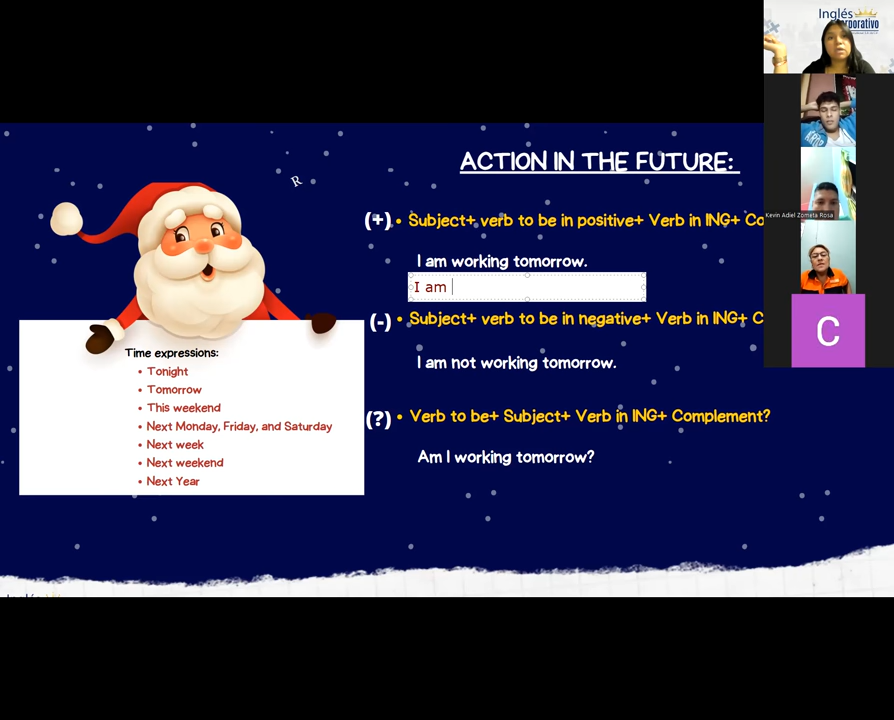 Inglés
Corporativo
ACTION IN THE FUTURE:
R
(+) • Subject+ verb to be in positive+ Verb in ING+ Co
Kevin Adiel Zometa Rosa
I am working tomorrow.
I am
(-) • Subject+ verb to be in negative+ Verb in ING+ C
C
Time expressions:
• Tonight
I am not working tomorrow.
• Tomorrow
• This weekend
(?) • Verb to be+ Subject+ Verb in ING+ Complement?
• Next Monday, Friday, and Saturday
• Next week
Am I working tomorrow?
• Next weekend
• Next Year